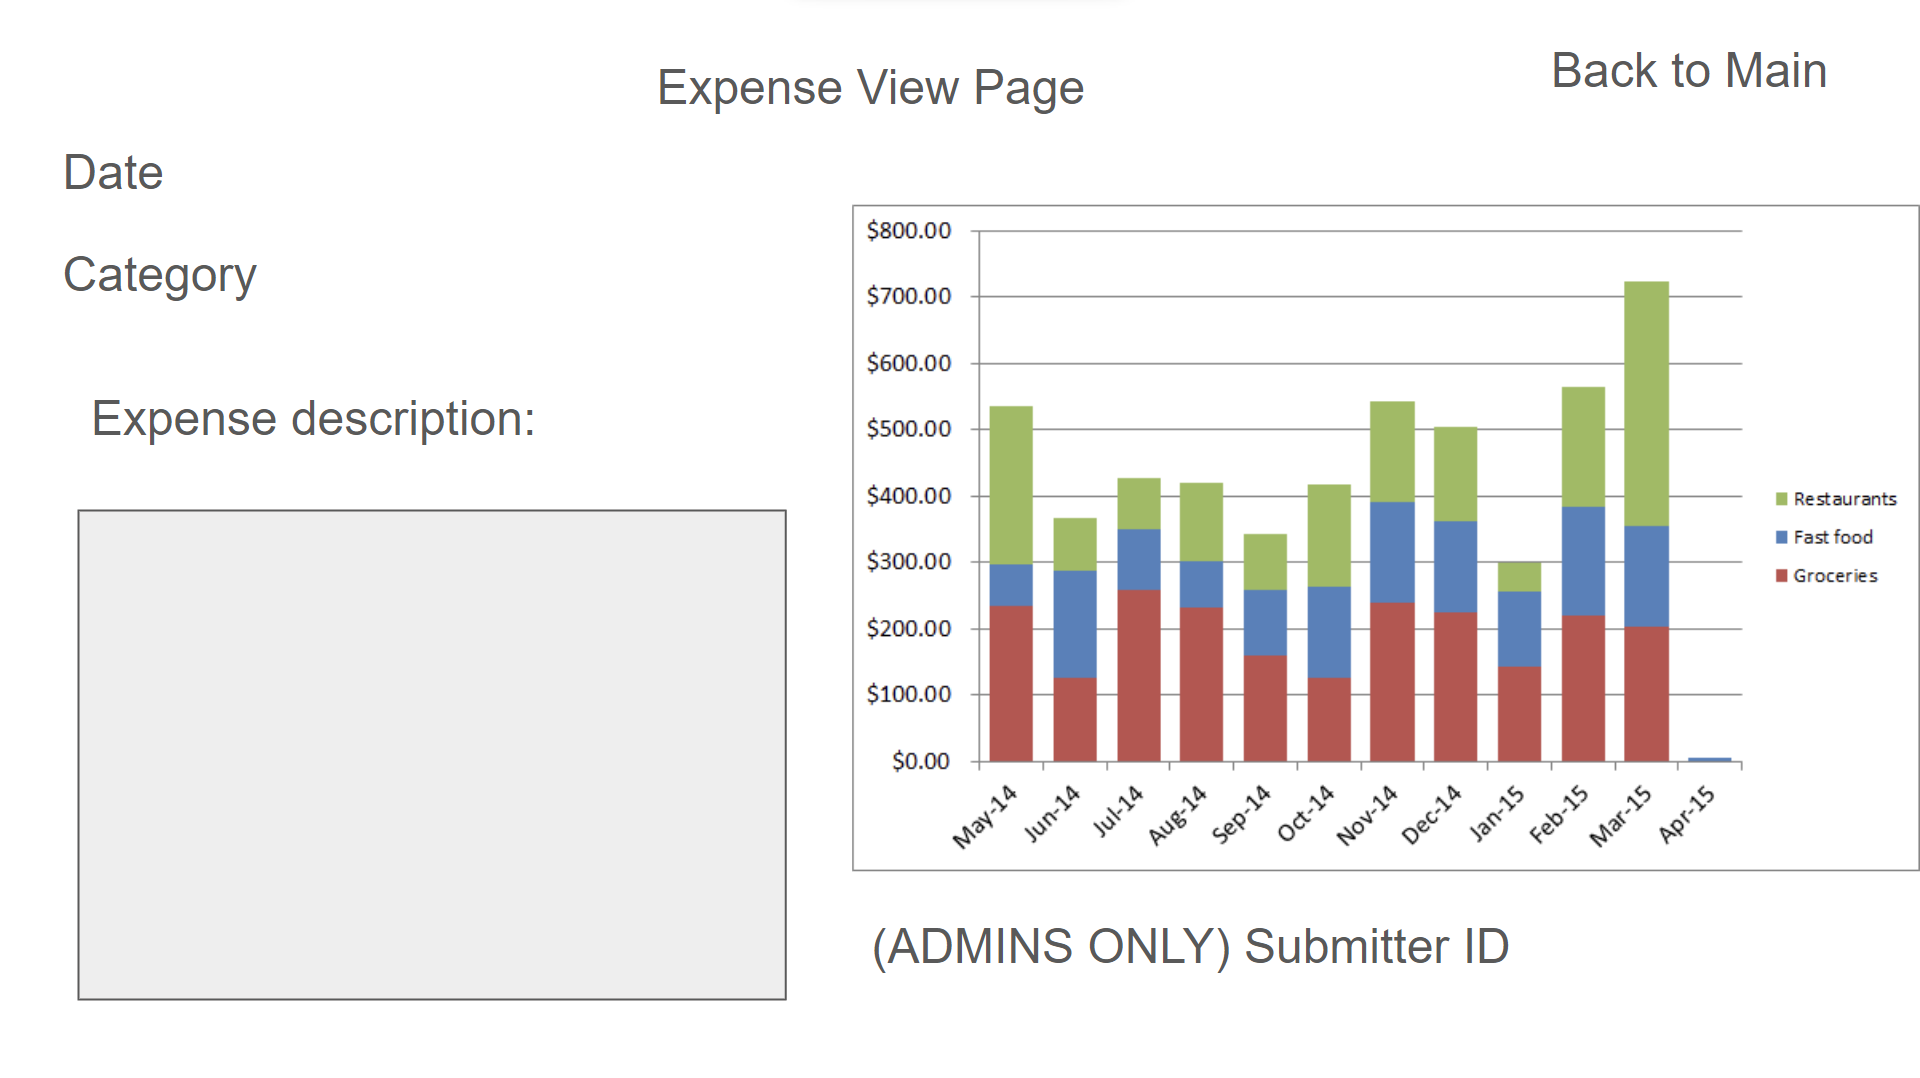 Expense View Page
Back to Main
Date
Category
Expense description:
$800.00
$700.00
$600.00
$500.00
$400.00
$300.00
$200.00
$100.00
$0.00
May-14
Jun-14
Jul-14
Aug-14
Sep-14
Oct-14
Nov-14
Dec-14
Jan-15
Feb-15
Mar-15
Apr-15
Restaurants
Fast food
Groceries
(ADMINS ONLY) Submitter ID